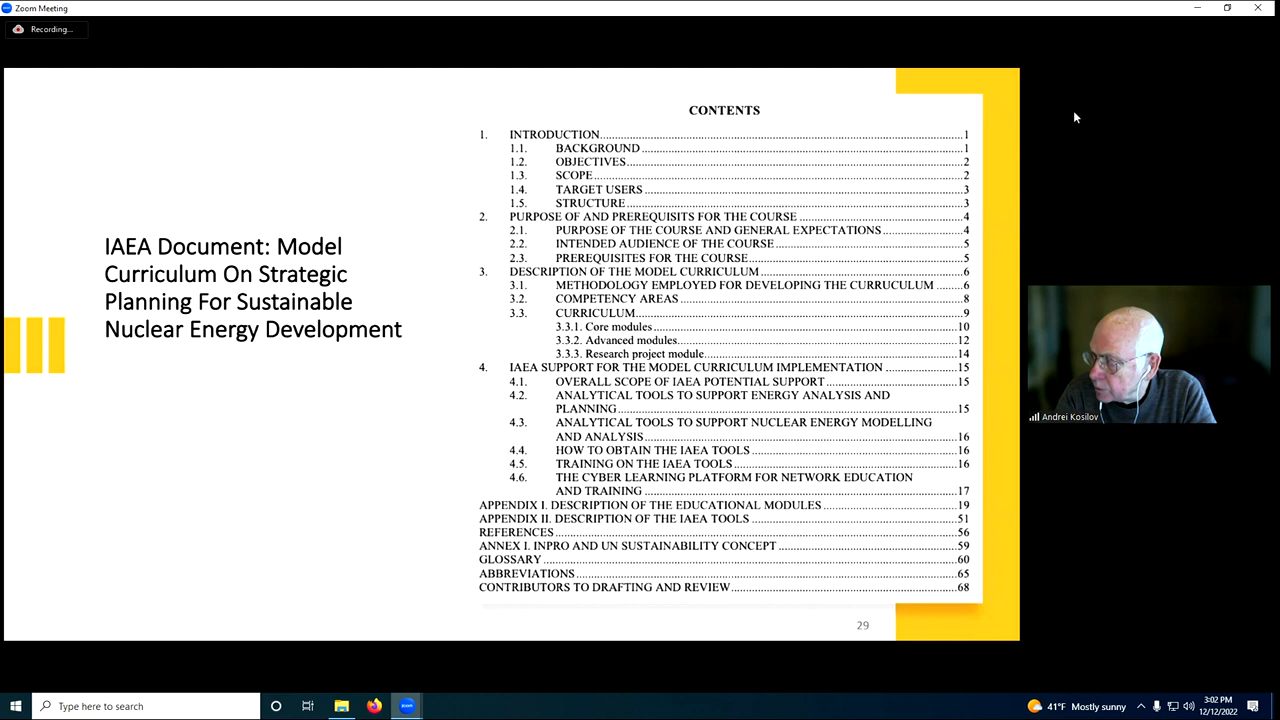 Zoom Meeting
Recording...
IAEA Document: Model
Curriculum On Strategic
Planning For Sustainable
Nuclear Energy Development
CONTENTS
1. INTRODUCTION 1
1.1. BACKGROUND 1
1.2. OBJECTIVES 2
1.3. SCOPE 2
1.4. TARGET USERS 3
1.5. STRUCTURE 3
2. PURPOSE OF AND PREREQUISITS FOR THE COURSE 4
2.1. PURPOSE OF THE COURSE AND GENERAL EXPECTATIONS 4
2.2. INTENDED AUDIENCE OF THE COURSE 5
2.3. PREREQUISITES FOR THE COURSE 5
3. DESCRIPTION OF THE MODEL CURRICULUM 6
3.1. METHODOLOGY EMPLOYED FOR DEVELOPING THE CURRUCULUM 6
3.2. COMPETENCY AREAS 8
3.3. CURRICULUM 9
3.3.1. Core modules 10
3.3.2. Advanced modules 12
3.3.3. Research project module 14
4. IAEA SUPPORT FOR THE MODEL CURRICULUM IMPLEMENTATION 15
4.1. OVERALL SCOPE OF IAEA POTENTIAL SUPPORT 15
4.2. ANALYTICAL TOOLS TO SUPPORT ENERGY ANALYSIS AND
PLANNING 15
4.3. ANALYTICAL TOOLS TO SUPPORT NUCLEAR ENERGY MODELLING
AND ANALYSIS 16
4.4. HOW TO OBTAIN THE IAEA TOOLS 16
4.5. TRAINING ON THE IAEA TOOLS 16
4.6. THE CYBER LEARNING PLATFORM FOR NETWORK EDUCATION
AND TRAINING 17
APPENDIX I. DESCRIPTION OF THE EDUCATIONAL MODULES 19
APPENDIX II. DESCRIPTION OF THE IAEA TOOLS 51
REFERENCES 56
ANNEX I. INPRO AND UN SUSTAINABILITY CONCEPT 59
GLOSSARY 60
ABBREVIATIONS 65
CONTRIBUTORS TO DRAFTING AND REVIEW 68
29
Andrei Kosilov
Type here to search
41°F Mostly sunny
3:02 PM
12/12/2022